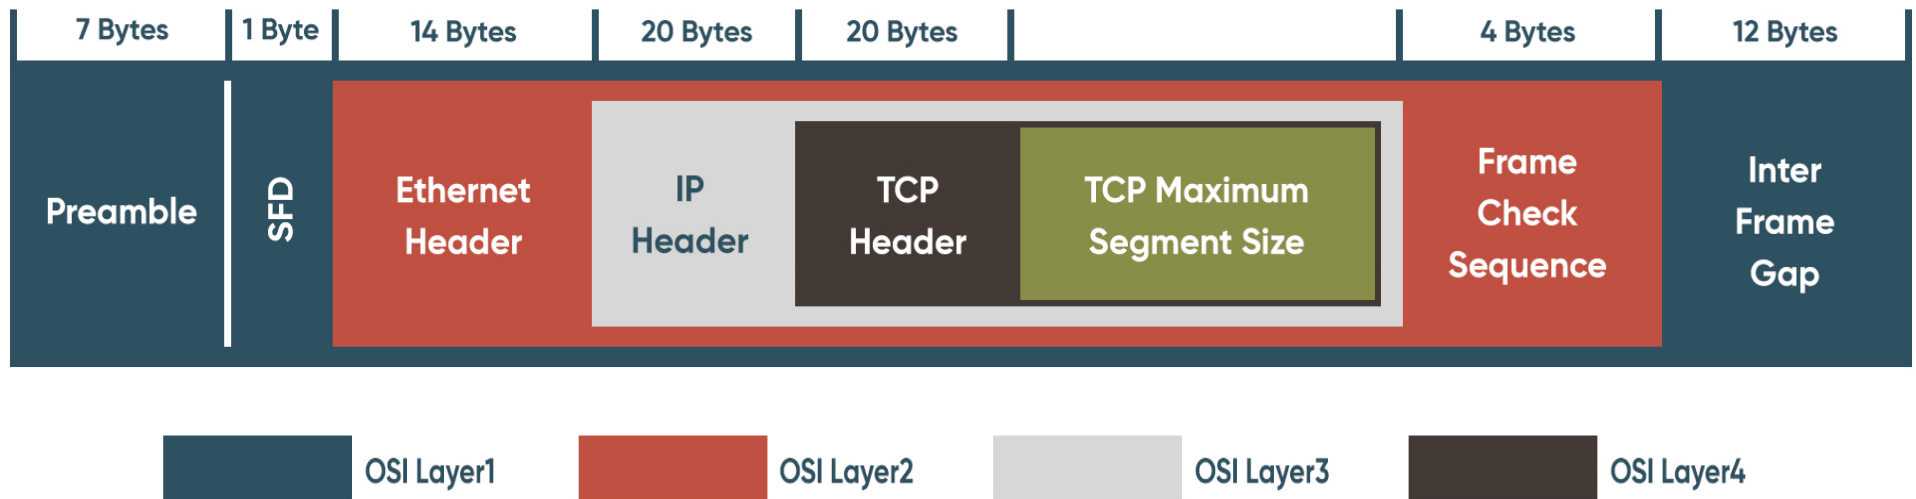 7 Bytes
1 Byte
14 Bytes
20 Bytes
20 Bytes
4 Bytes
12 Bytes
Preamble
SFD
Ethernet
Header
IP
Header
TCP
Header
TCP Maximum
Segment Size
Frame
Check
Sequence
Inter
Frame
Gap
OSI Layer1
OSI Layer2
OSI Layer3
OSI Layer4